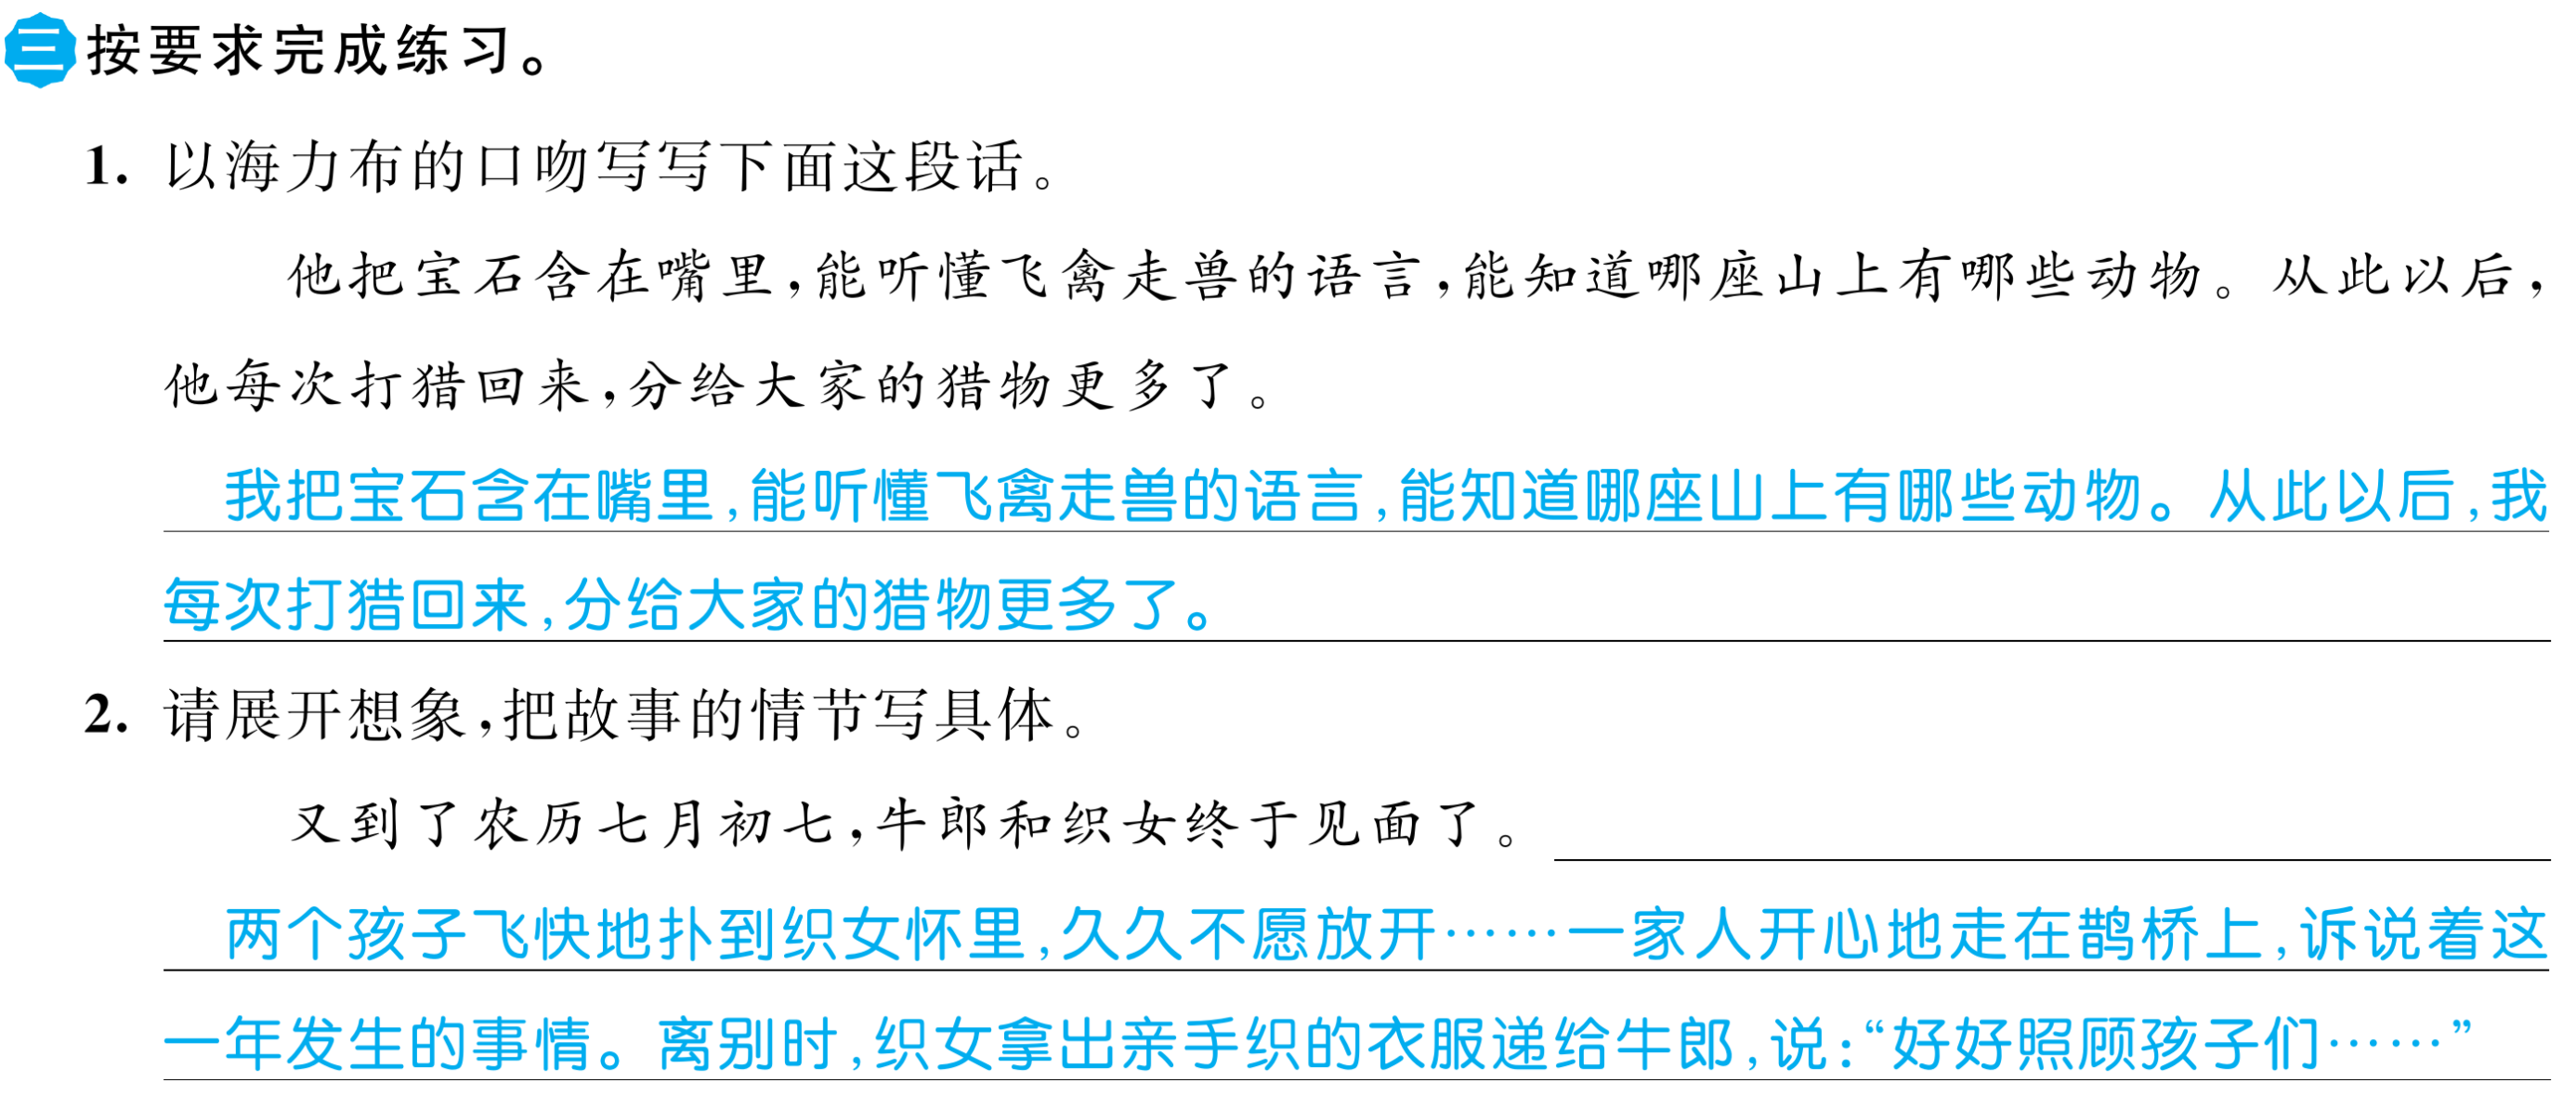 三 按要求完成练习。
1. 以海力布的口吻写写下面这段话。
他把宝石含在嘴里,能听懂飞禽走兽的语言,能知道哪座山上有哪些动物。从此以后,
他每次打猎回来,分给大家的猎物更多了。
我把宝石含在嘴里,能听懂飞禽走兽的语言,能知道哪座山上有哪些动物。从此以后,我
每次打猎回来,分给大家的猎物更多了。
2. 请展开想象,把故事的情节写具体。
又到了农历七月初七,牛郎和织女终于见面了。
两个孩子飞快地扑到织女怀里,久久不愿放开……一家人开心地走在鹊桥上,诉说着这
一年发生的事情。离别时,织女拿出亲手织的衣服递给牛郎,说:“好好照顾孩子们……”